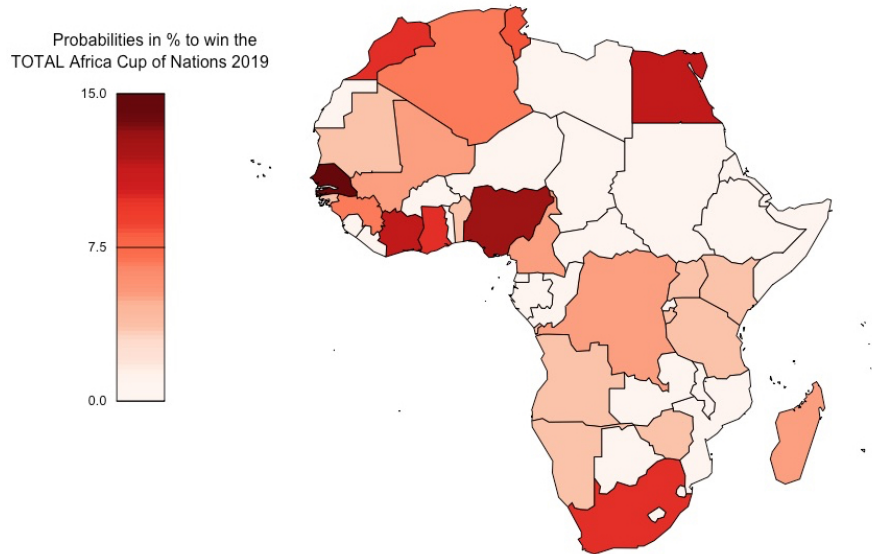 Probabilities in % to win the
TOTAL Africa Cup of Nations 2019
15.0
7.5
0.0